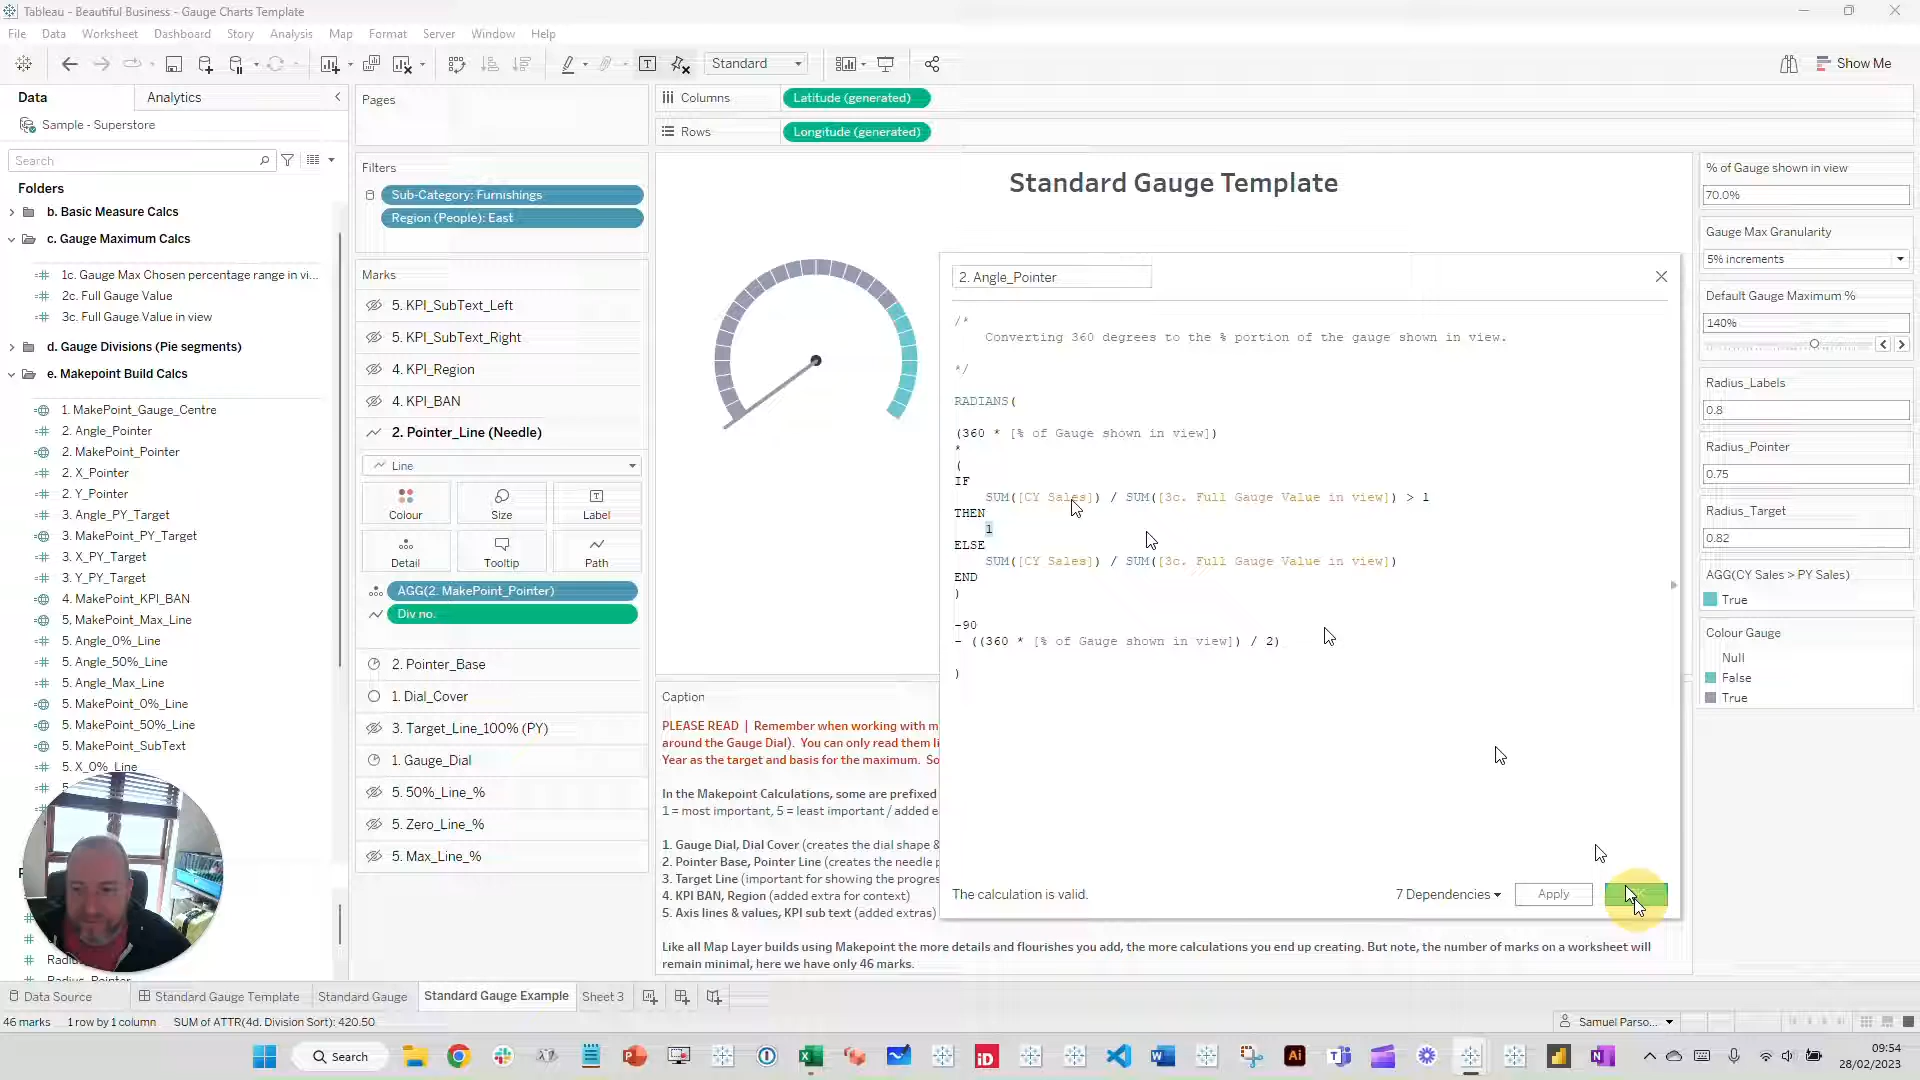 Tableau - Beautiful Business - Gauge Charts Template
File Data Worksheet Dashboard Story Analysis Map Format Server Window Help
Standard
Show Me
Data Analytics
Sample - Superstore
Search
Folders
b. Basic Measure Calcs
c. Gauge Maximum Calcs
1c. Gauge Max Chosen percentage range in vi...
2c. Full Gauge Value
3c. Full Gauge Value in view
d. Gauge Divisions (Pie segments)
e. Makepoint Build Calcs
1. MakePoint_Gauge_Centre
2. Angle_Pointer
2. MakePoint_Pointer
2. X_Pointer
2. Y_Pointer
3. Angle_PY_Target
3. MakePoint_PY_Target
3. X_PY_Target
3. Y_PY_Target
4. MakePoint_KPI_BAN
5, MakePoint_Max_Line
5. Angle_0%_Line
5. Angle_50%_Line
5. Angle_Max_Line
5. MakePoint_0%_Line
5. MakePoint_50%_Line
5. MakePoint_SubText
5. X_0%_Line
Pages
Filters
Sub-Category: Furnishings
Region (People): East
Marks
5. KPI_SubText_Left
5. KPI_SubText_Right
4. KPI_Region
4. KPI_BAN
2. Pointer_Line (Needle)
Line
Colour Size Label
Detail Tooltip Path
AGG(2. MakePoint_Pointer)
Div no.
2. Pointer_Base
1. Dial_Cover
3. Target_Line_100% (PY)
1. Gauge_Dial
5. 50%_Line_%
5. Zero_Line_%
5. Max_Line_%
Columns Latitude (generated)
Rows Longitude (generated)
Standard Gauge Template
2. Angle_Pointer
/*
Converting 360 degrees to the % portion of the gauge shown in view.
*/
RADIANS(
(360 * [% of Gauge shown in view])
*
(
IF
SUM([CY Sales]) / SUM([3c. Full Gauge Value in view]) > 1
THEN
1
ELSE
SUM([CY Sales]) / SUM([3c. Full Gauge Value in view])
END
)
-90
- ((360 * [% of Gauge shown in view]) / 2)
)
The calculation is valid.
7 Dependencies
Apply
Caption
PLEASE READ | Remember when working with m
around the Gauge Dial). You can only read them li
Year as the target and basis for the maximum. So
In the Makepoint Calculations, some are prefixed
1 = most important, 5 = least important / added e
1. Gauge Dial, Dial Cover (creates the dial shape &
2. Pointer Base, Pointer Line (creates the needle p
3. Target Line (important for showing the progres
4. KPI BAN, Region (added extra for context)
5. Axis lines & values, KPI sub text (added extras)
Like all Map Layer builds using Makepoint the more details and flourishes you add, the more calculations you end up creating. But note, the number of marks on a worksheet will
remain minimal, here we have only 46 marks.
% of Gauge shown in view
70.0%
Gauge Max Granularity
5% increments
Default Gauge Maximum %
140%
Radius_Labels
0.8
Radius_Pointer
0.75
Radius_Target
0.82
AGG(CY Sales > PY Sales)
True
Colour Gauge
Null
False
True
Data Source Standard Gauge Template Standard Gauge Standard Gauge Example Sheet 3
46 marks 1 row by 1 column SUM of ATTR(4d. Division Sort): 420.50
Samuel Parso...
Search
09:54
28/02/2023